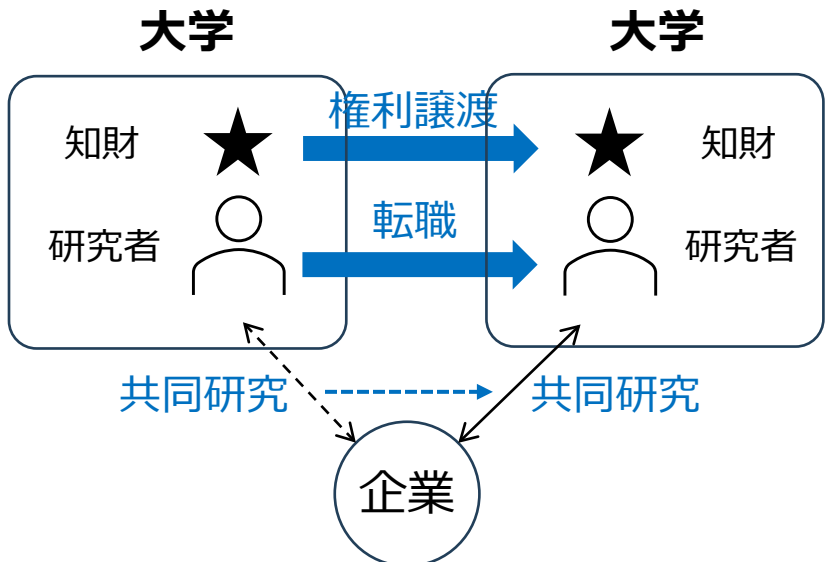 大学
大学
知財
権利譲渡
知財
転職
研究者
研究者
共同研究
共同研究
企業